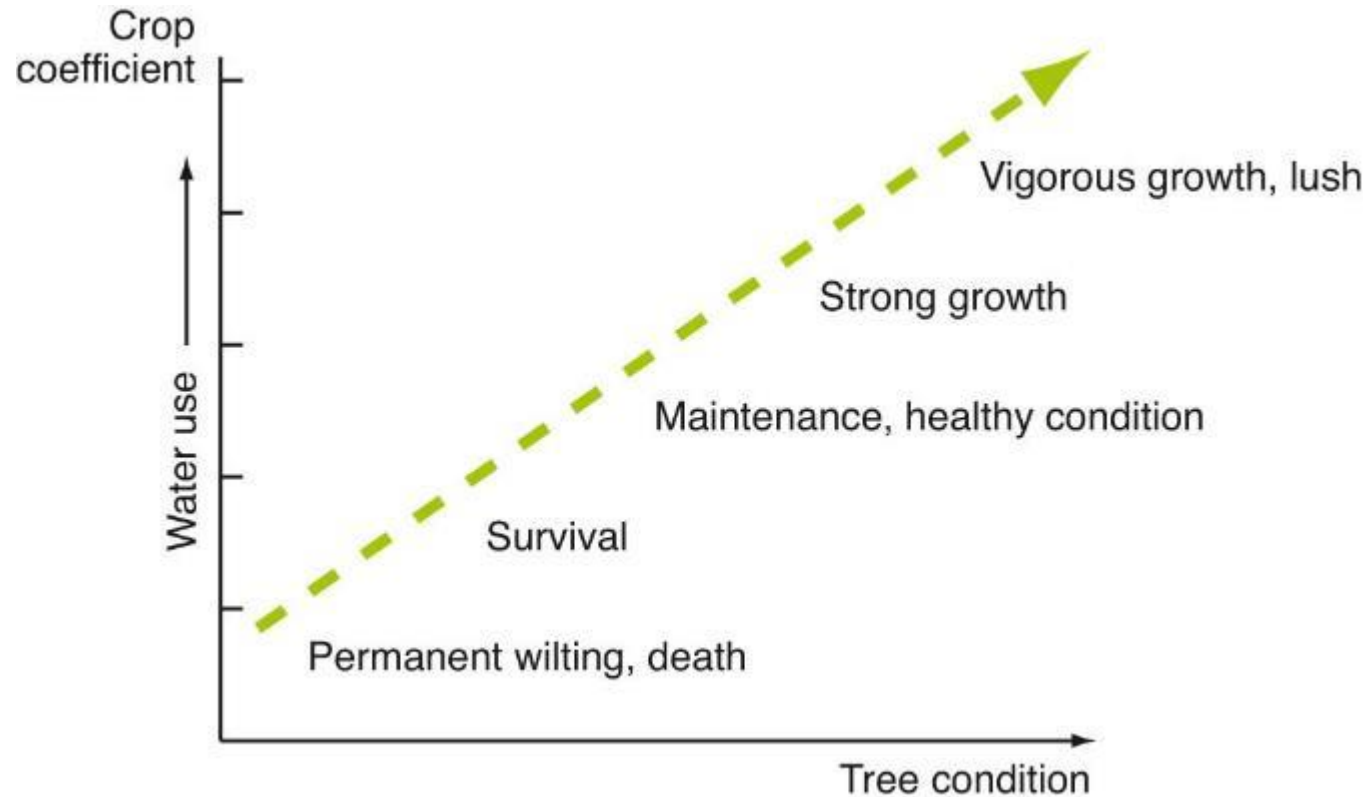 Crop
coefficient
Water use
Vigorous growth, lush
Strong growth
Maintenance, healthy condition
Survival
Permanent wilting, death
Tree condition